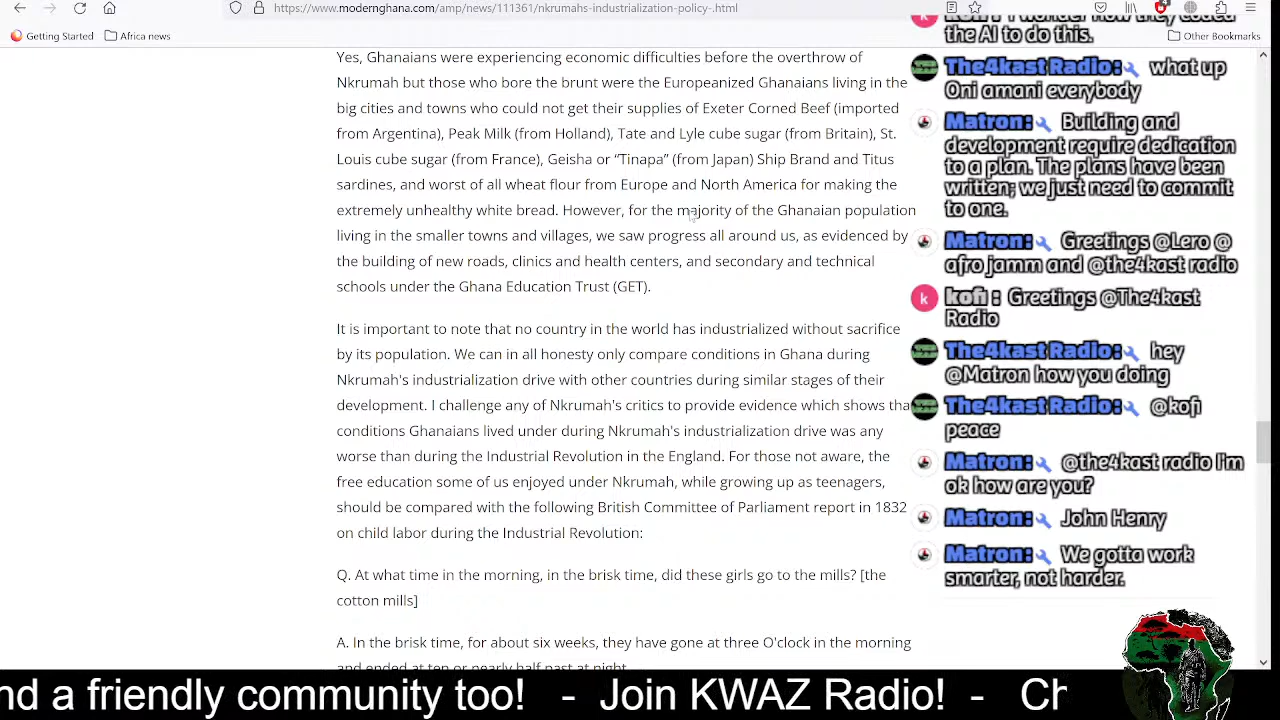 https://www.modernghana.com/amp/news/111361/nkrumahs-industrialization-policy-.html
Getting Started
Africa news
Other Bookmarks
Yes, Ghanaians were experiencing economic difficulties before the overthrow of
Nkrumah but those who bore the brunt were the Europeanized Ghanaians living in the
big cities and towns who could not get their supplies of Exeter Corned Beef (imported
from Argentina), Peak Milk (from Holland), Tate and Lyle cube sugar (from Britain), St.
Louis cube sugar (from France), Geisha or “Tinapa” (from Japan) Ship Brand and Titus
sardines, and worst of all wheat flour from Europe and North America for making the
extremely unhealthy white bread. However, for the majority of the Ghanaian population
living in the smaller towns and villages, we saw progress all around us, as evidenced by
the building of new roads, clinics and health centers, and secondary and technical
schools under the Ghana Education Trust (GET).
It is important to note that no country in the world has industrialized without sacrifice
by its population. We can in all honesty only compare conditions in Ghana during
Nkrumah's industrialization drive with other countries during similar stages of their
development. I challenge any of Nkrumah's critics to provide evidence which shows tha
conditions Ghanaians lived under during Nkrumah's industrialization drive was any
worse than during the Industrial Revolution in the England. For those not aware, the
free education some of us enjoyed under Nkrumah, while growing up as teenagers,
should be compared with the following British Committee of Parliament report in 1832
on child labor during the Industrial Revolution:
Q. At what time in the morning, in the brisk time, did these girls go to the mills? [the
cotton mills]
A. In the brisk time, for about six weeks, they have gone at three O'clock in the morning
and ended at ten or nearly half past at night.
k
kofi : I wonder how they coded
the AI to do this.
The4kast Radio: what up
Oni amani everybody
Matron: Building and
development require dedication
to a plan. The plans have been
written; we just need to commit
to one.
Matron: Greetings @Lero @
afro jamm and @the4kast radio
k
kofi : Greetings @The4kast
Radio
The4kast Radio: hey
@Matron how you doing
The4kast Radio: @kofi
peace
Matron: @the4kast radio I'm
ok how are you?
Matron: John Henry
Matron: We gotta work
smarter, not harder.
nd a friendly community too! - Join KWAZ Radio! - Ch